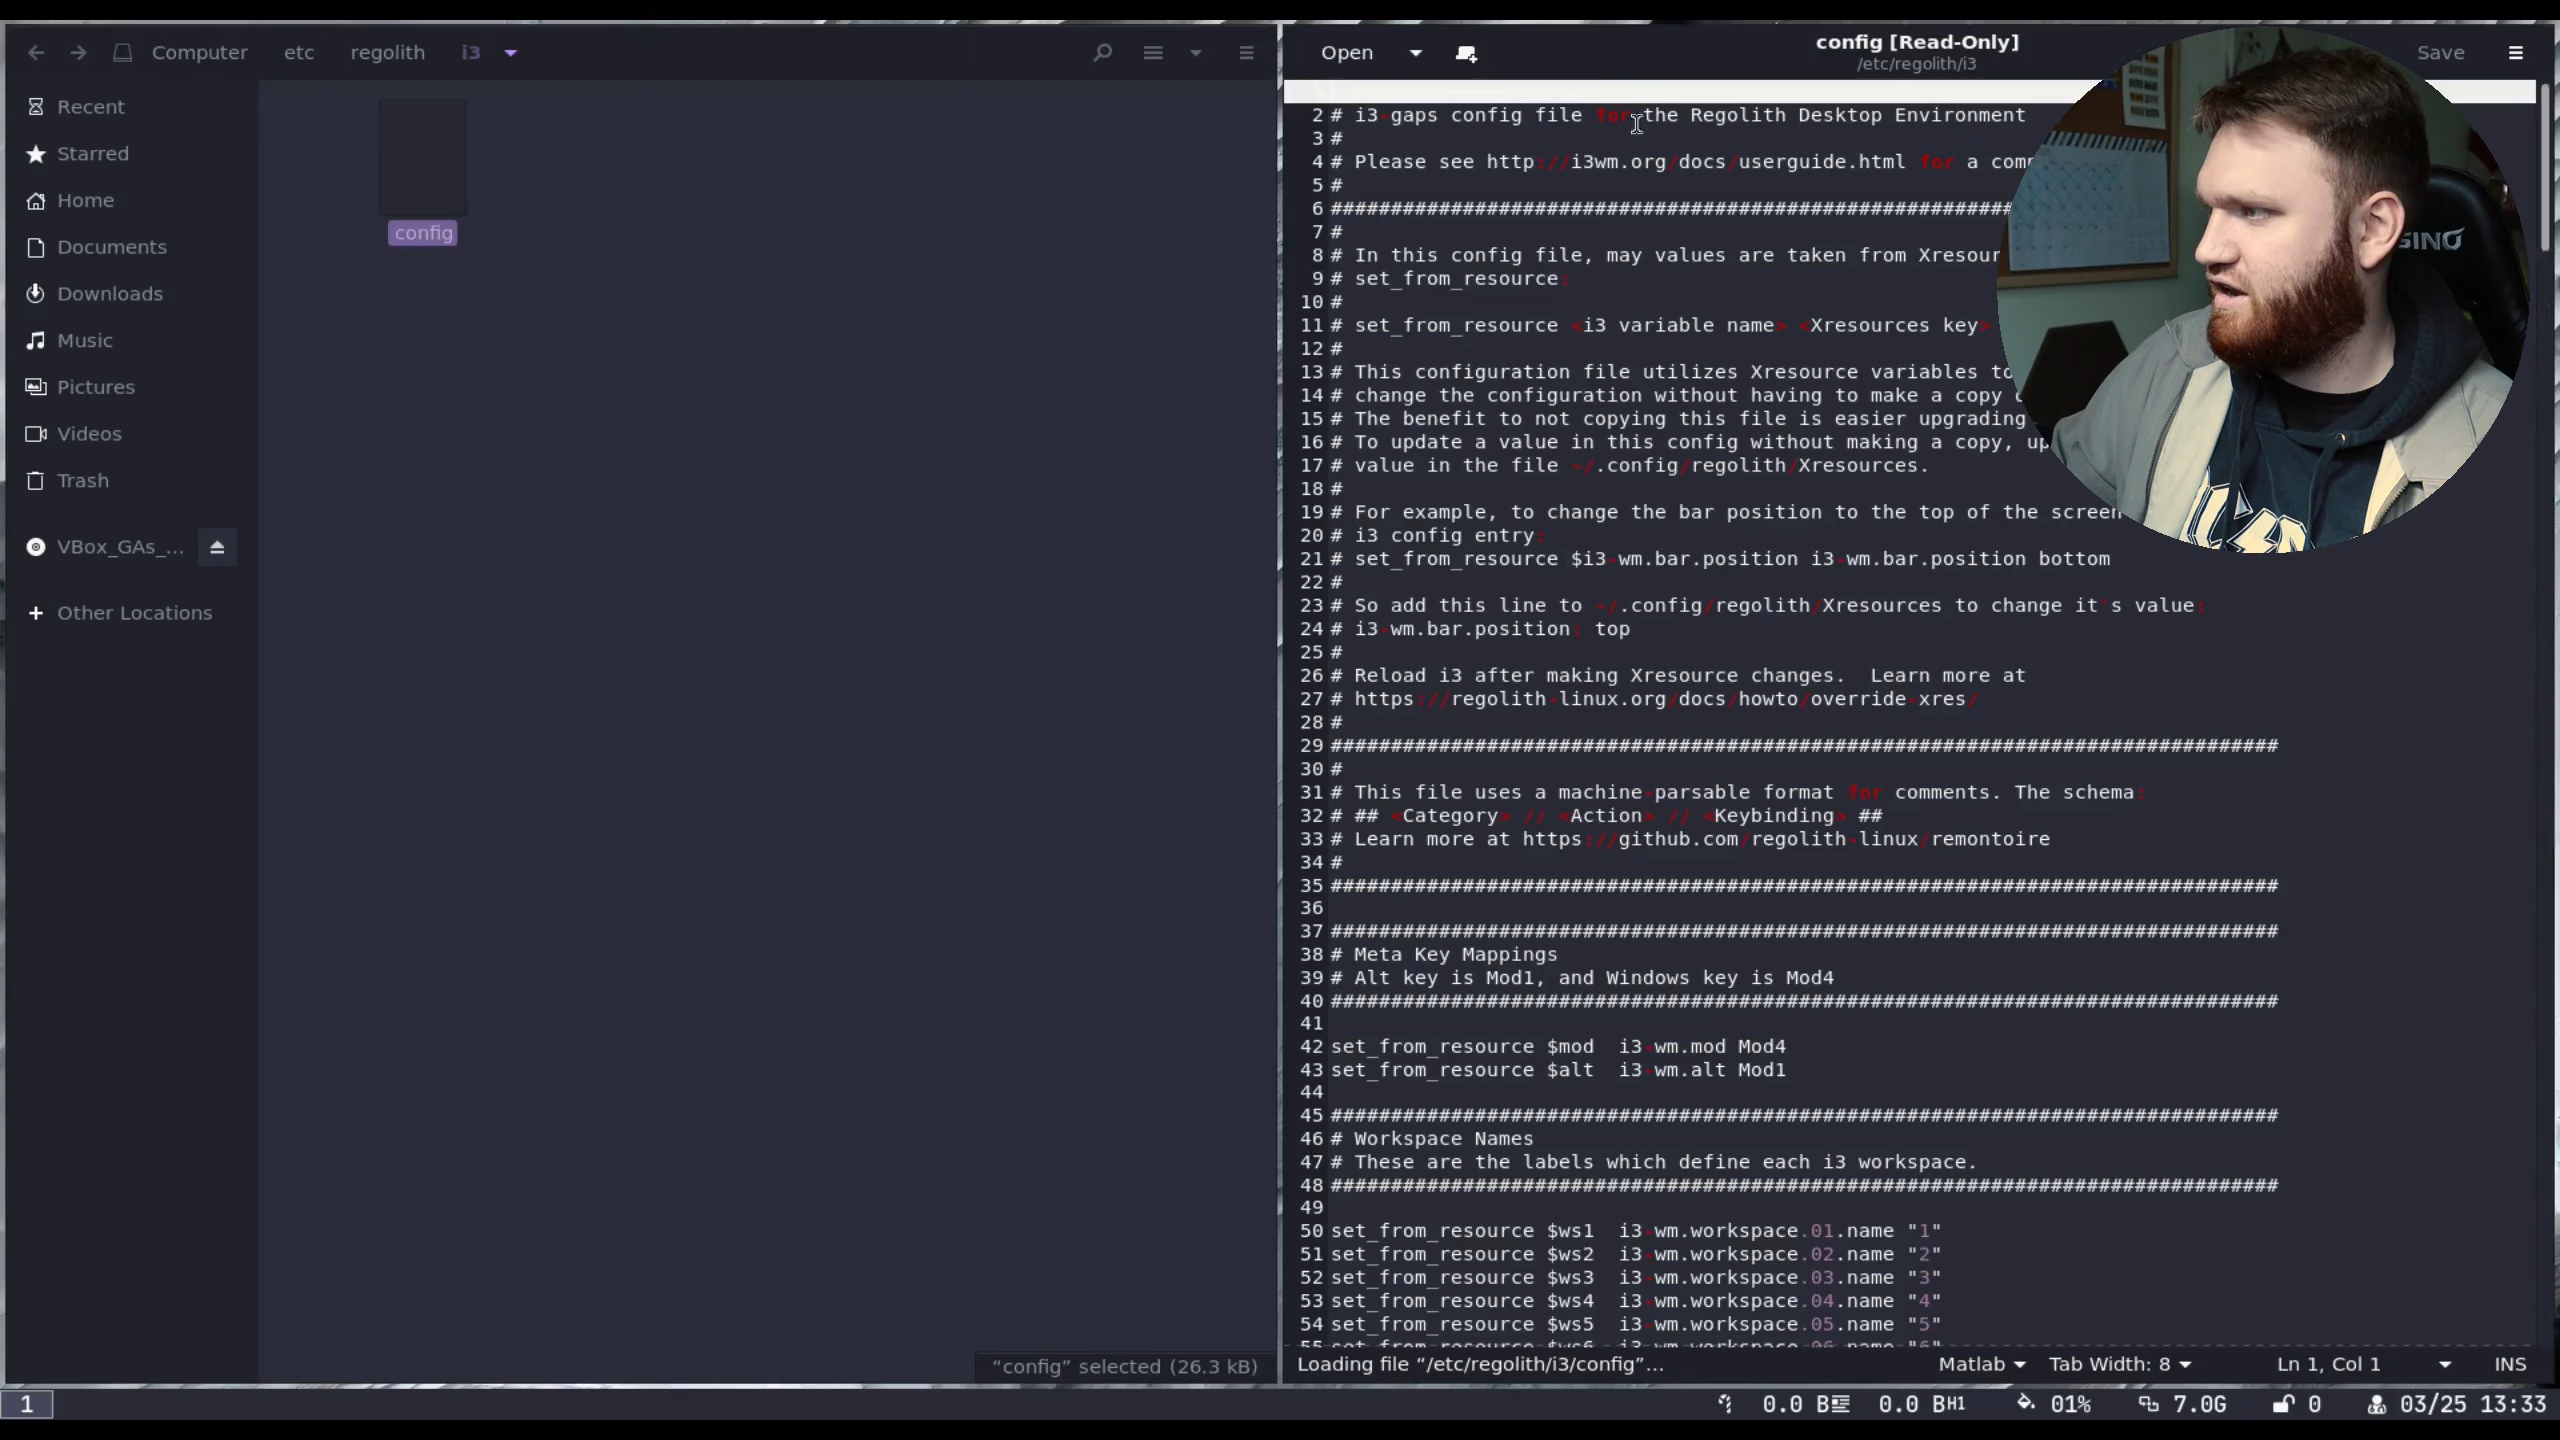 Computer etc regolith i3
Recent
Starred
Home
Documents
Downloads
Music
Pictures
Videos
Trash
VBox_GAs_...
Other Locations
config
"config" selected (26.3 kB)
Open
config [Read-Only]
/etc/regolith/i3
Save
2 # i3-gaps config file for the Regolith Desktop Environment
3 #
4 # Please see http://i3wm.org/docs/userguide.html for a com
5 #
6 #########################################################
7 #
8 # In this config file, may values are taken from Xresour
9 # set_from_resource:
10 #
11 # set_from_resource <i3 variable name> <Xresources key>
12 #
13 # This configuration file utilizes Xresource variables to
14 # change the configuration without having to make a copy
15 # The benefit to not copying this file is easier upgrading
16 # To update a value in this config without making a copy, up
17 # value in the file ~/.config/regolith/Xresources.
18 #
19 # For example, to change the bar position to the top of the screen
20 # i3 config entry:
21 # set_from_resource $i3-wm.bar.position i3-wm.bar.position bottom
22 #
23 # So add this line to ~/.config/regolith/Xresources to change it's value:
24 # i3-wm.bar.position: top
25 #
26 # Reload i3 after making Xresource changes.  Learn more at
27 # https://regolith-linux.org/docs/howto/override-xres/
28 #
29 ###############################################################################
30 #
31 # This file uses a machine-parsable format for comments. The schema:
32 # ## <Category> // <Action> // <Keybinding> ##
33 # Learn more at https://github.com/regolith-linux/remontoire
34 #
35 ###############################################################################
36
37 ###############################################################################
38 # Meta Key Mappings
39 # Alt key is Mod1, and Windows key is Mod4
40 ###############################################################################
41
42 set_from_resource $mod  i3-wm.mod Mod4
43 set_from_resource $alt  i3-wm.alt Mod1
44
45 ###############################################################################
46 # Workspace Names
47 # These are the labels which define each i3 workspace.
48 ###############################################################################
49
50 set_from_resource $ws1  i3-wm.workspace.01.name "1"
51 set_from_resource $ws2  i3-wm.workspace.02.name "2"
52 set_from_resource $ws3  i3-wm.workspace.03.name "3"
53 set_from_resource $ws4  i3-wm.workspace.04.name "4"
54 set_from_resource $ws5  i3-wm.workspace.05.name "5"
Loading file "/etc/regolith/i3/config"...
Matlab Tab Width: 8 Ln 1, Col 1 INS
1
0.0 B 0.0 B 01% 7.0G 0 03/25 13:33